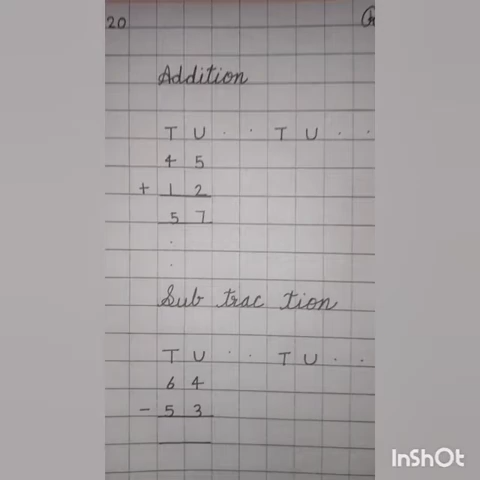 20
Addition
T U . . T U . .
4 5
+ 1 2
5 7
.
.
Sub trac tion
T U . . T U . .
6 4
- 5 3
InShOt